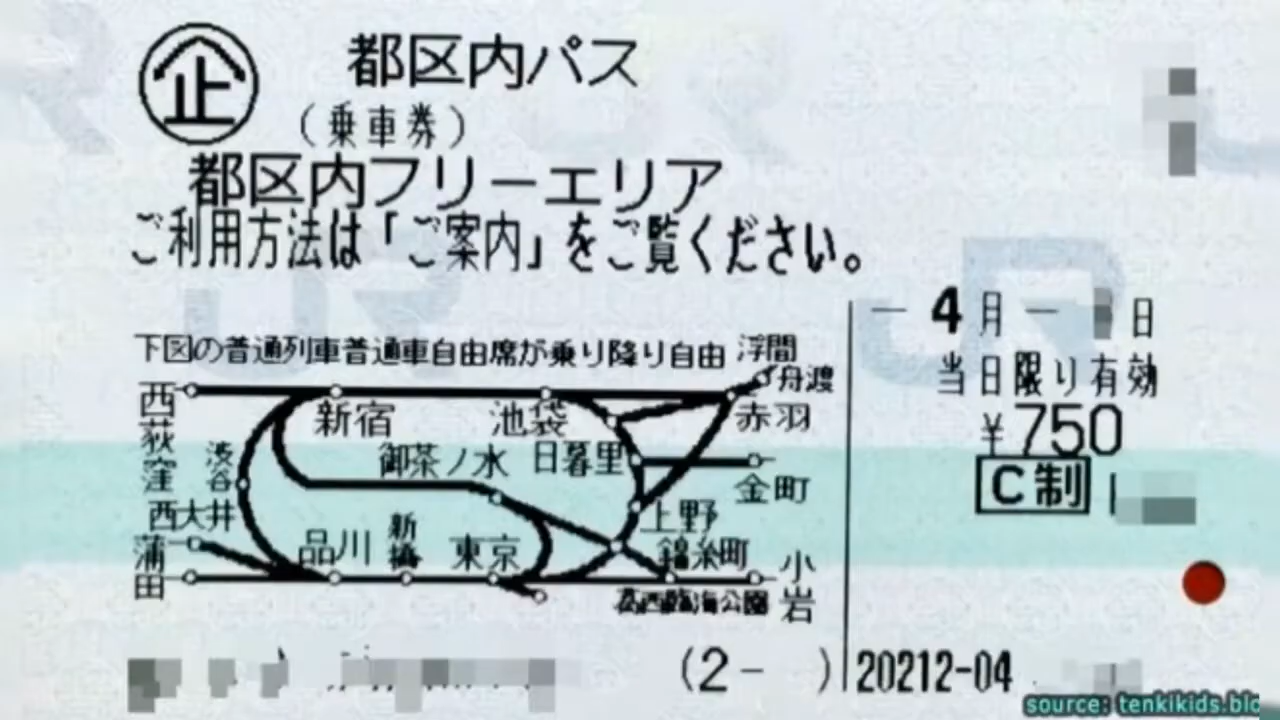 企
都区内パス
(乗車券)
都区内フリーエリア
ご利用方法は「ご案内」をご覧ください。
- 4月 - 日
当日限り有効
¥750
C制
下図の普通列車普通車自由席が乗り降り自由
浮間舟渡
西荻窪
新宿
池袋
赤羽
渋谷
御茶ノ水
日暮里
金町
西大井
上野
蒲田
品川
新橋
東京
錦糸町
小岩
葛西臨海公園
(2- )
20212-04
source: tenkikids.blo